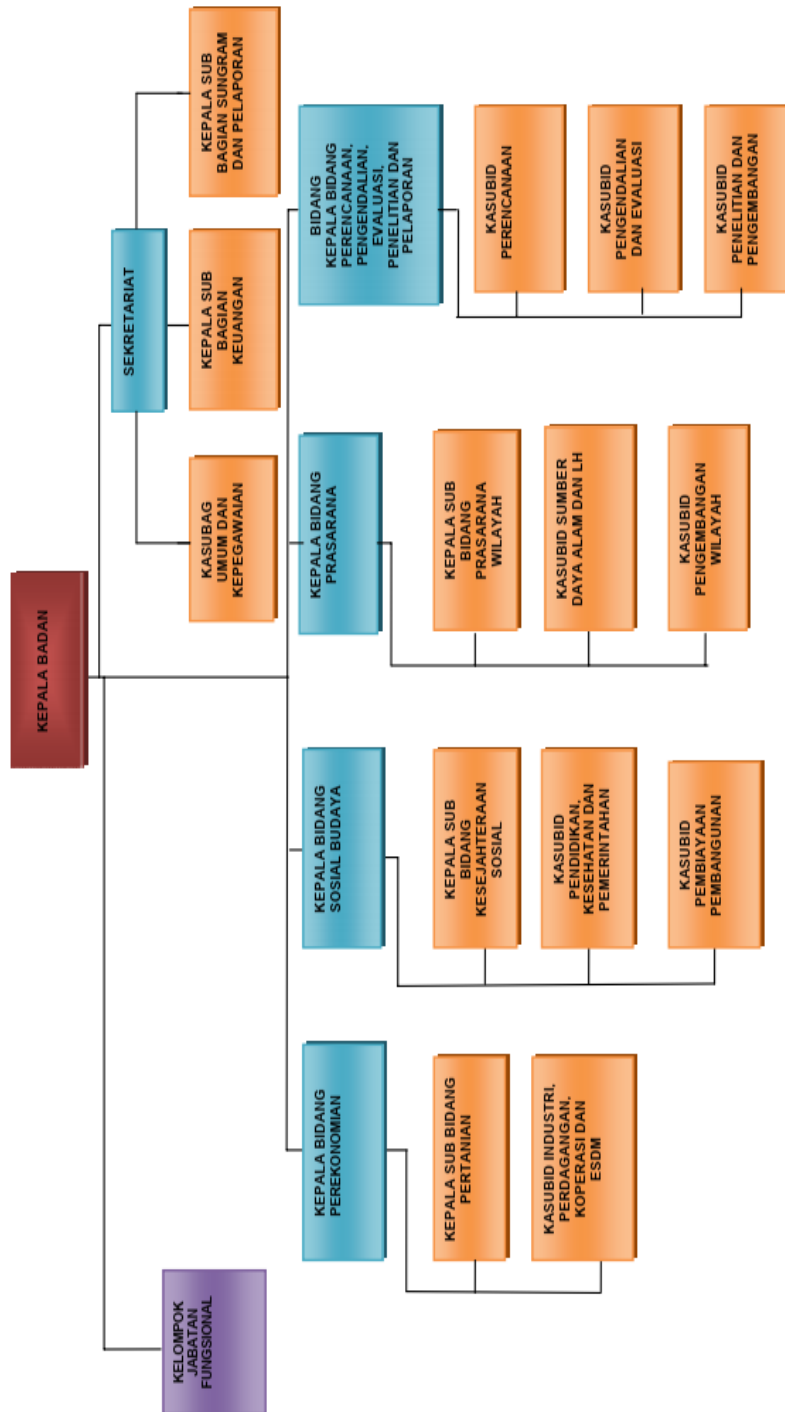 KEPALA BADAN
KELOMPOK
JABATAN
FUNGSIONAL
SEKRETARIAT
KASUBAG
UMUM DAN
KEPEGAWAIAN
KEPALA SUB
BAGIAN
KEUANGAN
KEPALA SUB
BAGIAN SUNGRAM
DAN PELAPORAN
KEPALA BIDANG
PEREKONOMIAN
KEPALA SUB BIDANG
PERTANIAN
KASUBID INDUSTRI,
PERDAGANGAN,
KOPERASI DAN
ESDM
KEPALA BIDANG
SOSIAL BUDAYA
KEPALA SUB
BIDANG
KESEJAHTERAAN
SOSIAL
KASUBID
PENDIDIKAN,
KESEHATAN DAN
PEMERINTAHAN
KASUBID
PEMBIAYAAN
PEMBANGUNAN
KEPALA BIDANG
PRASARANA
KEPALA SUB
BIDANG
PRASARANA
WILAYAH
KASUBID SUMBER
DAYA ALAM DAN LH
KASUBID
PENGEMBANGAN
WILAYAH
BIDANG
KEPALA BIDANG
PERENCANAAN,
PENGENDALIAN,
EVALUASI,
PENELITIAN DAN
PELAPORAN
KASUBID
PERENCANAAN
KASUBID
PENGENDALIAN
DAN EVALUASI
KASUBID
PENELITIAN DAN
PENGEMBANGAN